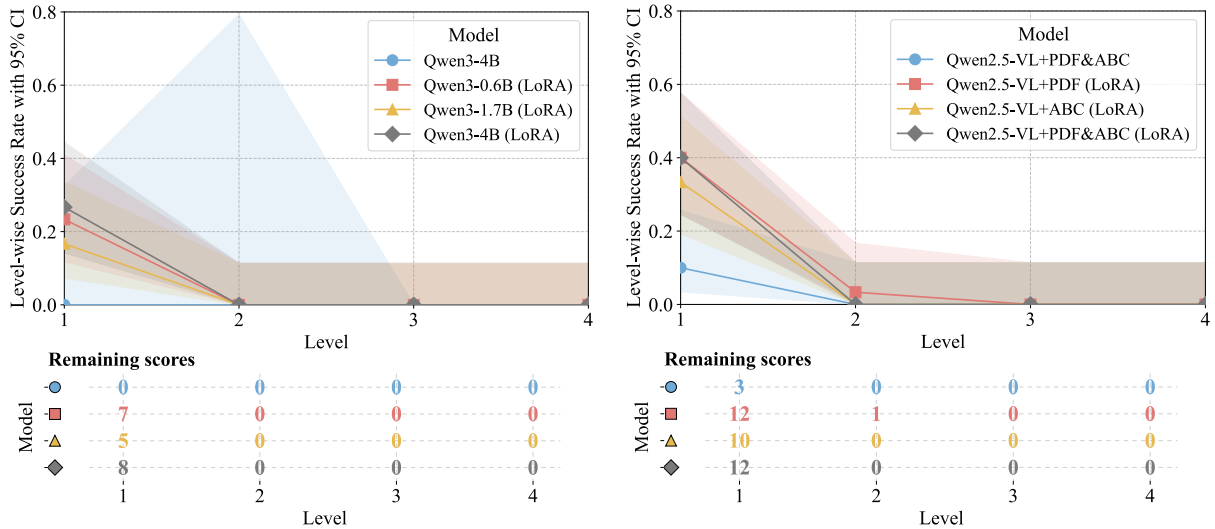 Level-wise Success Rate with 95% CI
0.8
0.6
0.4
0.2
0.0
1 2 3 4
Level
Model
Qwen3-4B
Qwen3-0.6B (LoRA)
Qwen3-1.7B (LoRA)
Qwen3-4B (LoRA)
Remaining scores
Model
0 0 0 0
7 0 0 0
5 0 0 0
8 0 0 0
1 2 3 4
Level
Level-wise Success Rate with 95% CI
0.8
0.6
0.4
0.2
0.0
1 2 3 4
Level
Model
Qwen2.5-VL+PDF&ABC
Qwen2.5-VL+PDF (LoRA)
Qwen2.5-VL+ABC (LoRA)
Qwen2.5-VL+PDF&ABC (LoRA)
Remaining scores
Model
3 0 0 0
12 1 0 0
10 0 0 0
12 0 0 0
1 2 3 4
Level